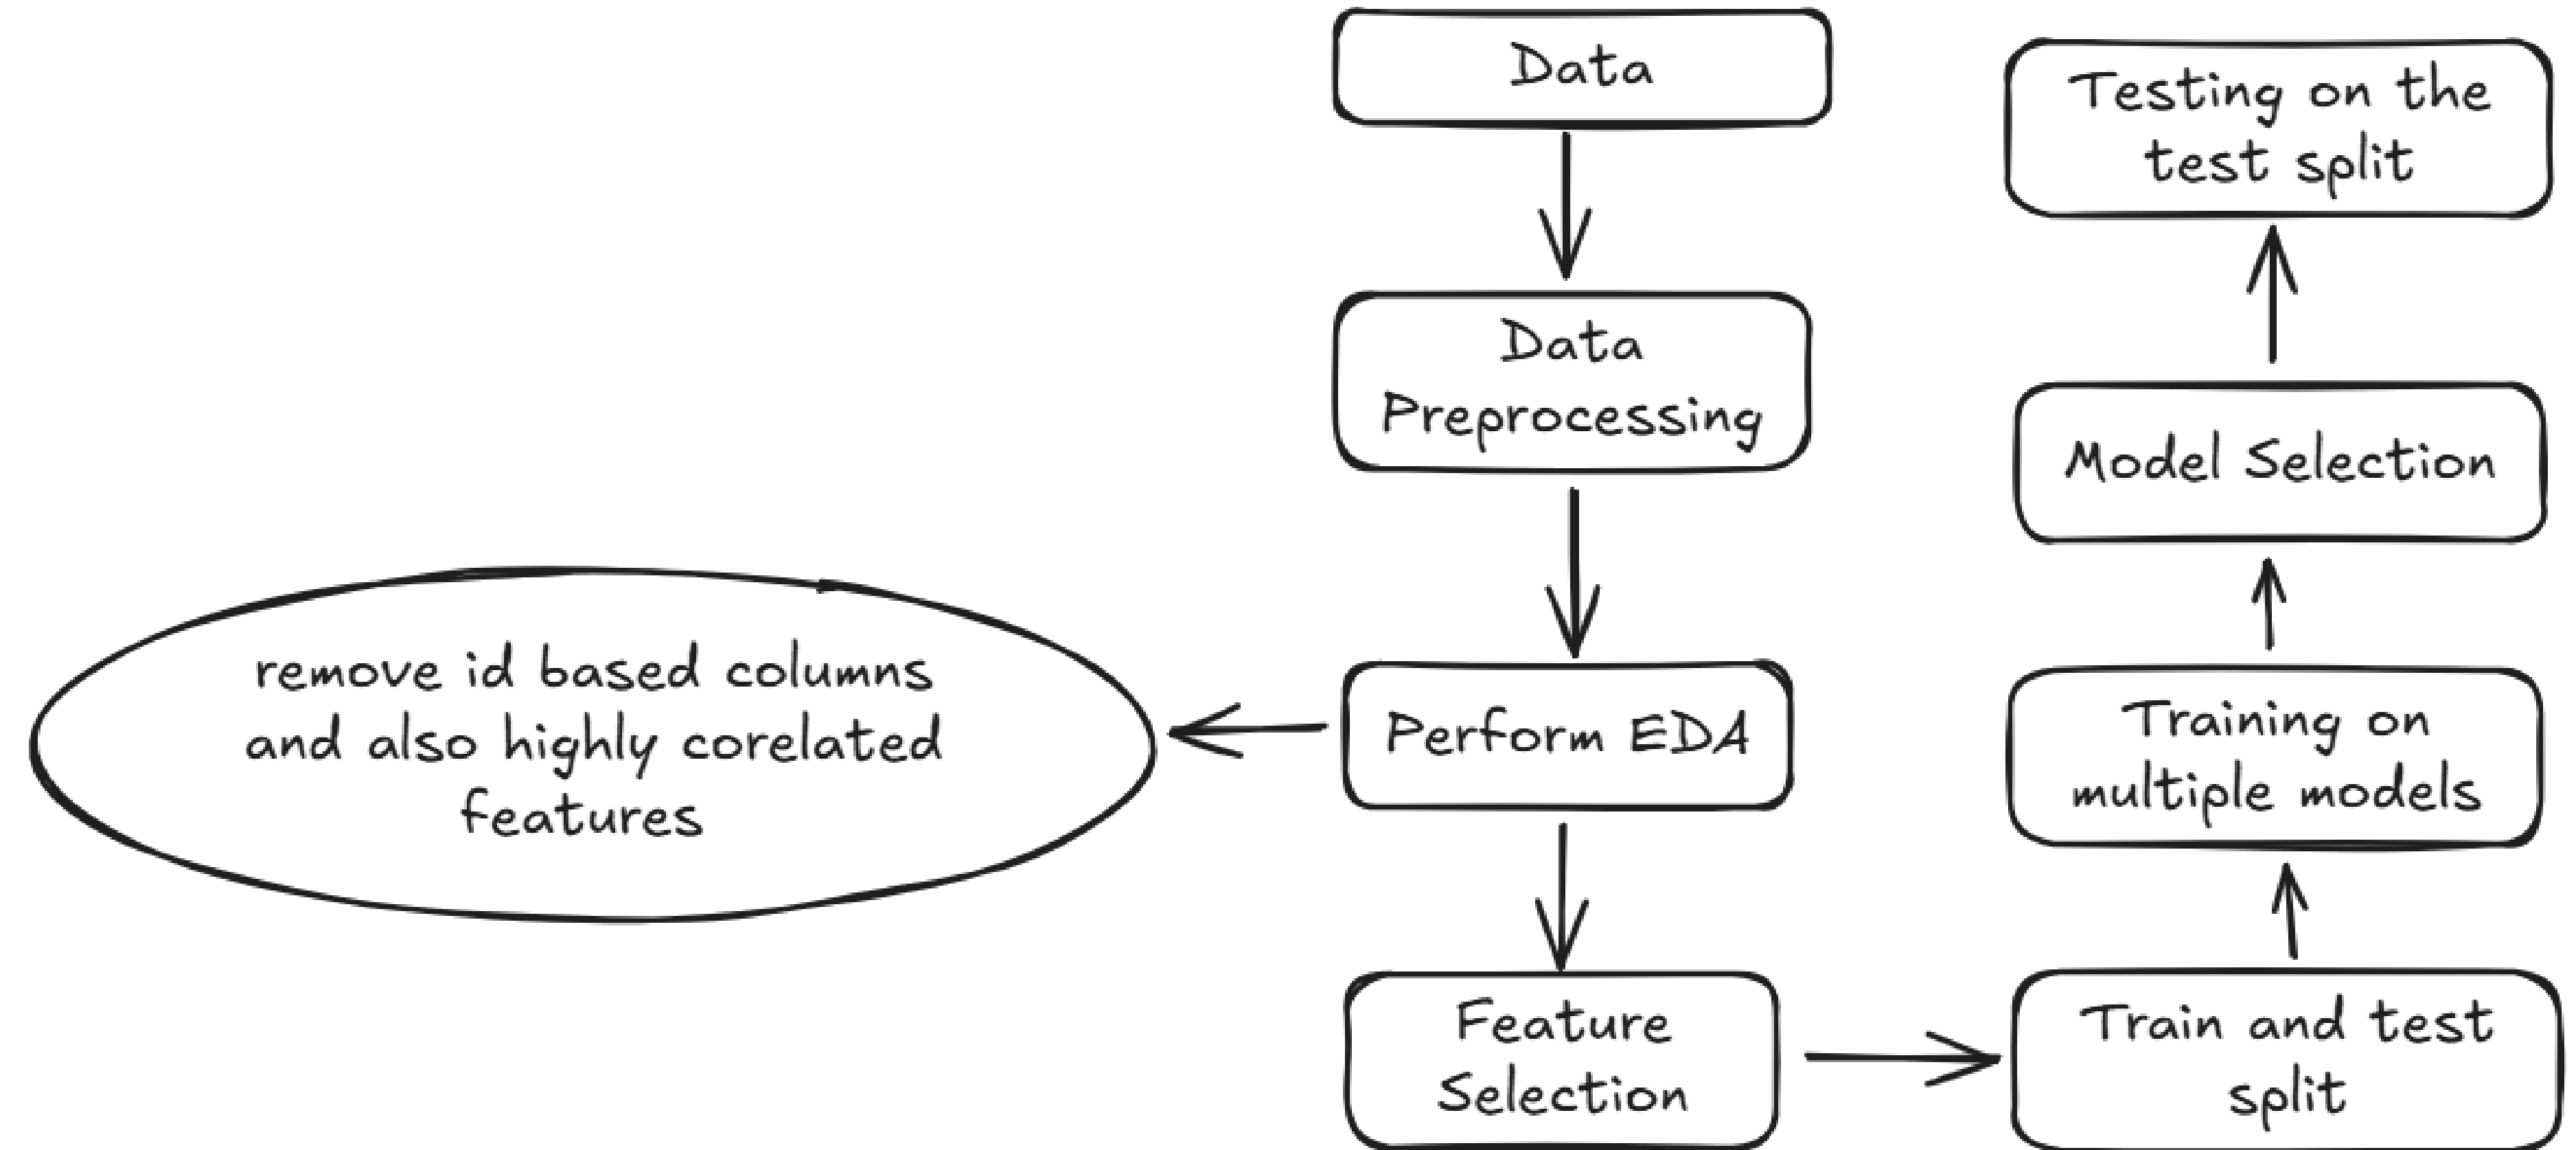 Data
Data
Preprocessing
remove id based columns
and also highly corelated
features
Perform EDA
Feature
Selection
Train and test
split
Training on
multiple models
Model Selection
Testing on the
test split